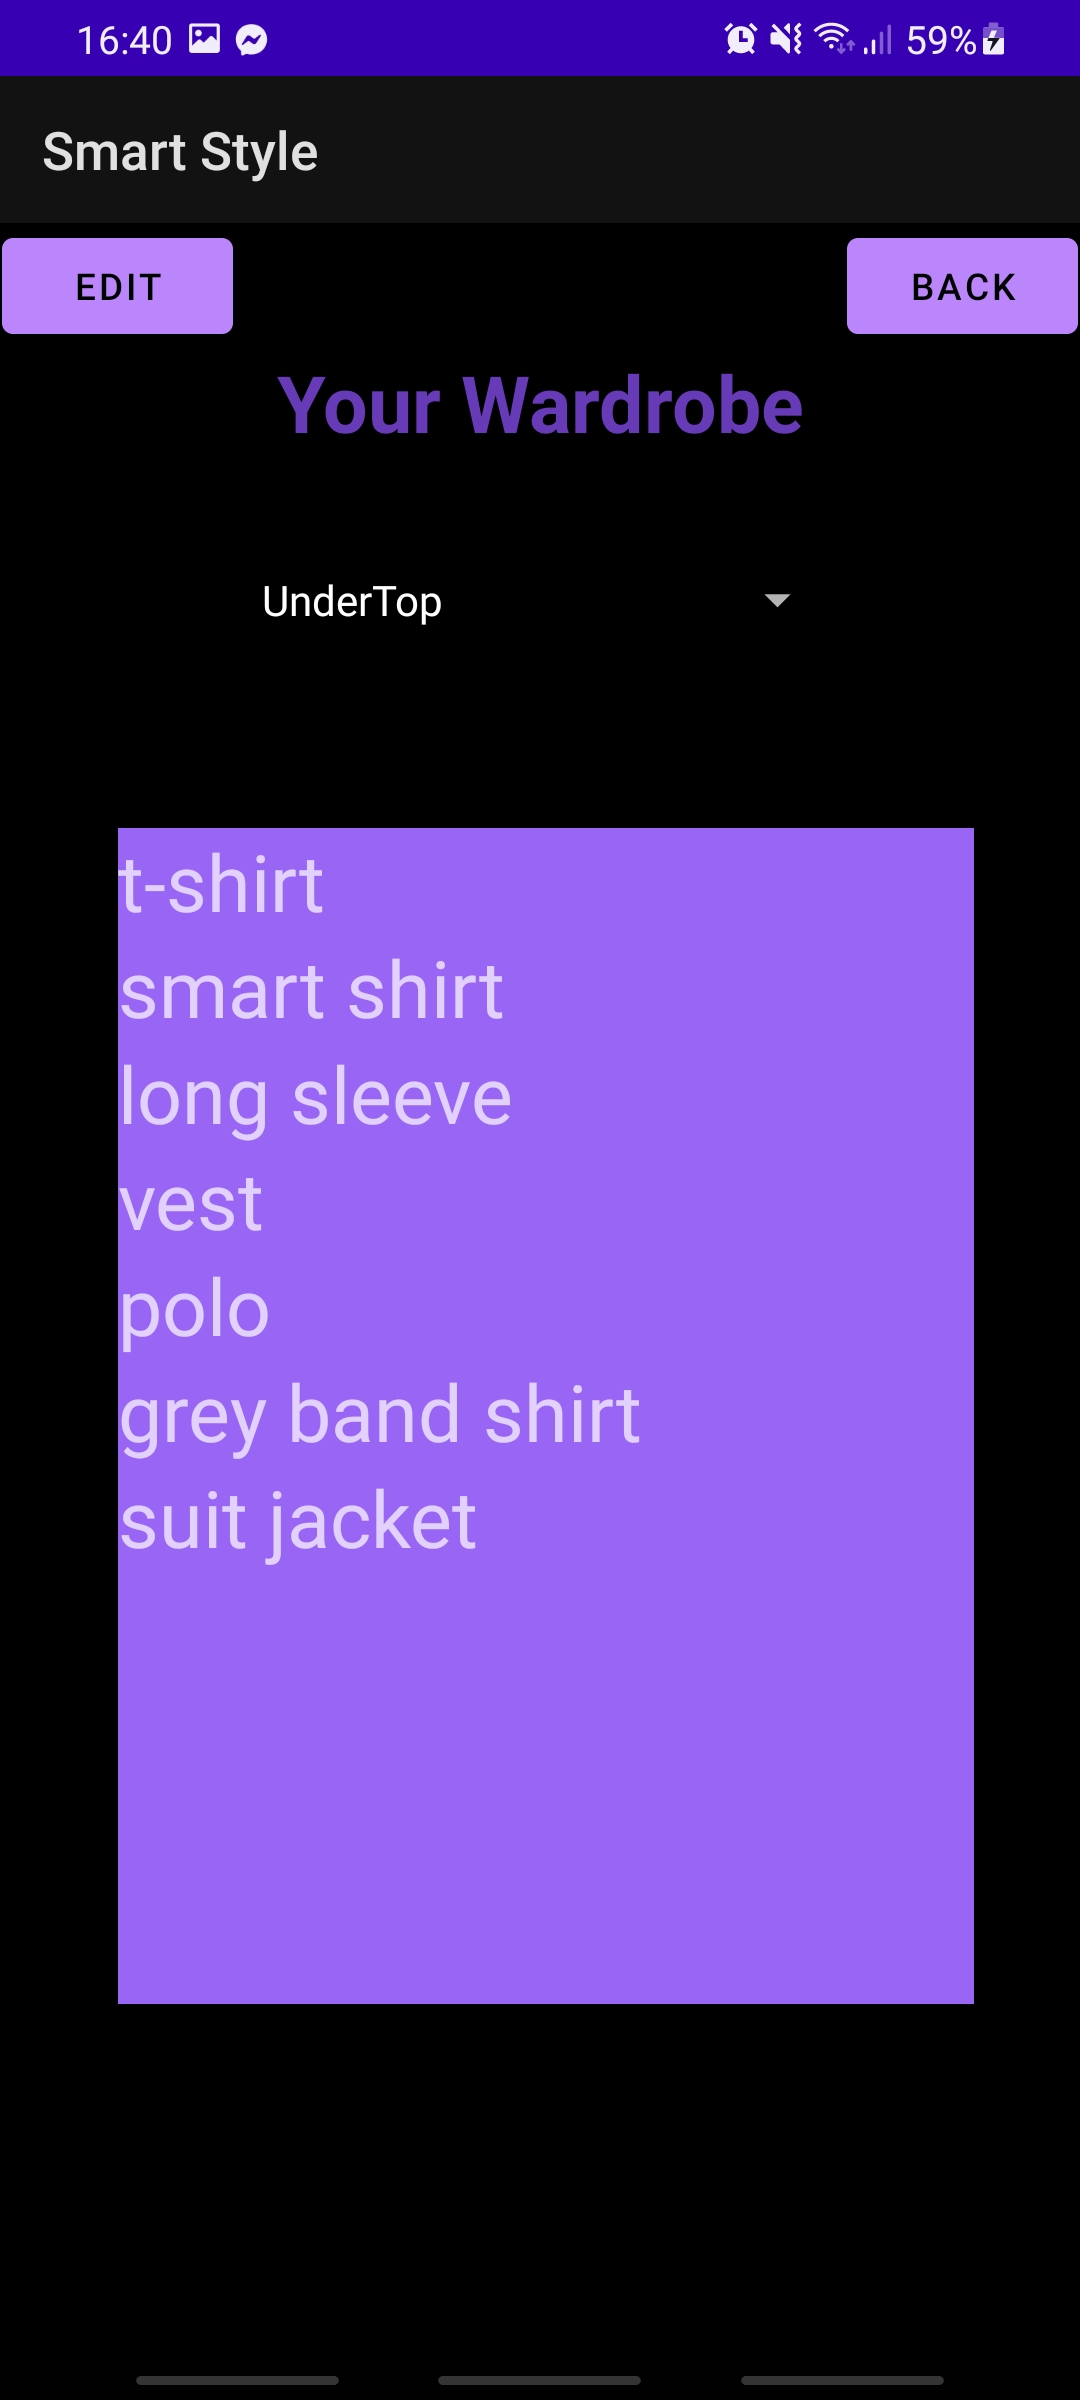 16:40 59%
Smart Style
EDIT BACK
Your Wardrobe
UnderTop
t-shirt
smart shirt
long sleeve
vest
polo
grey band shirt
suit jacket